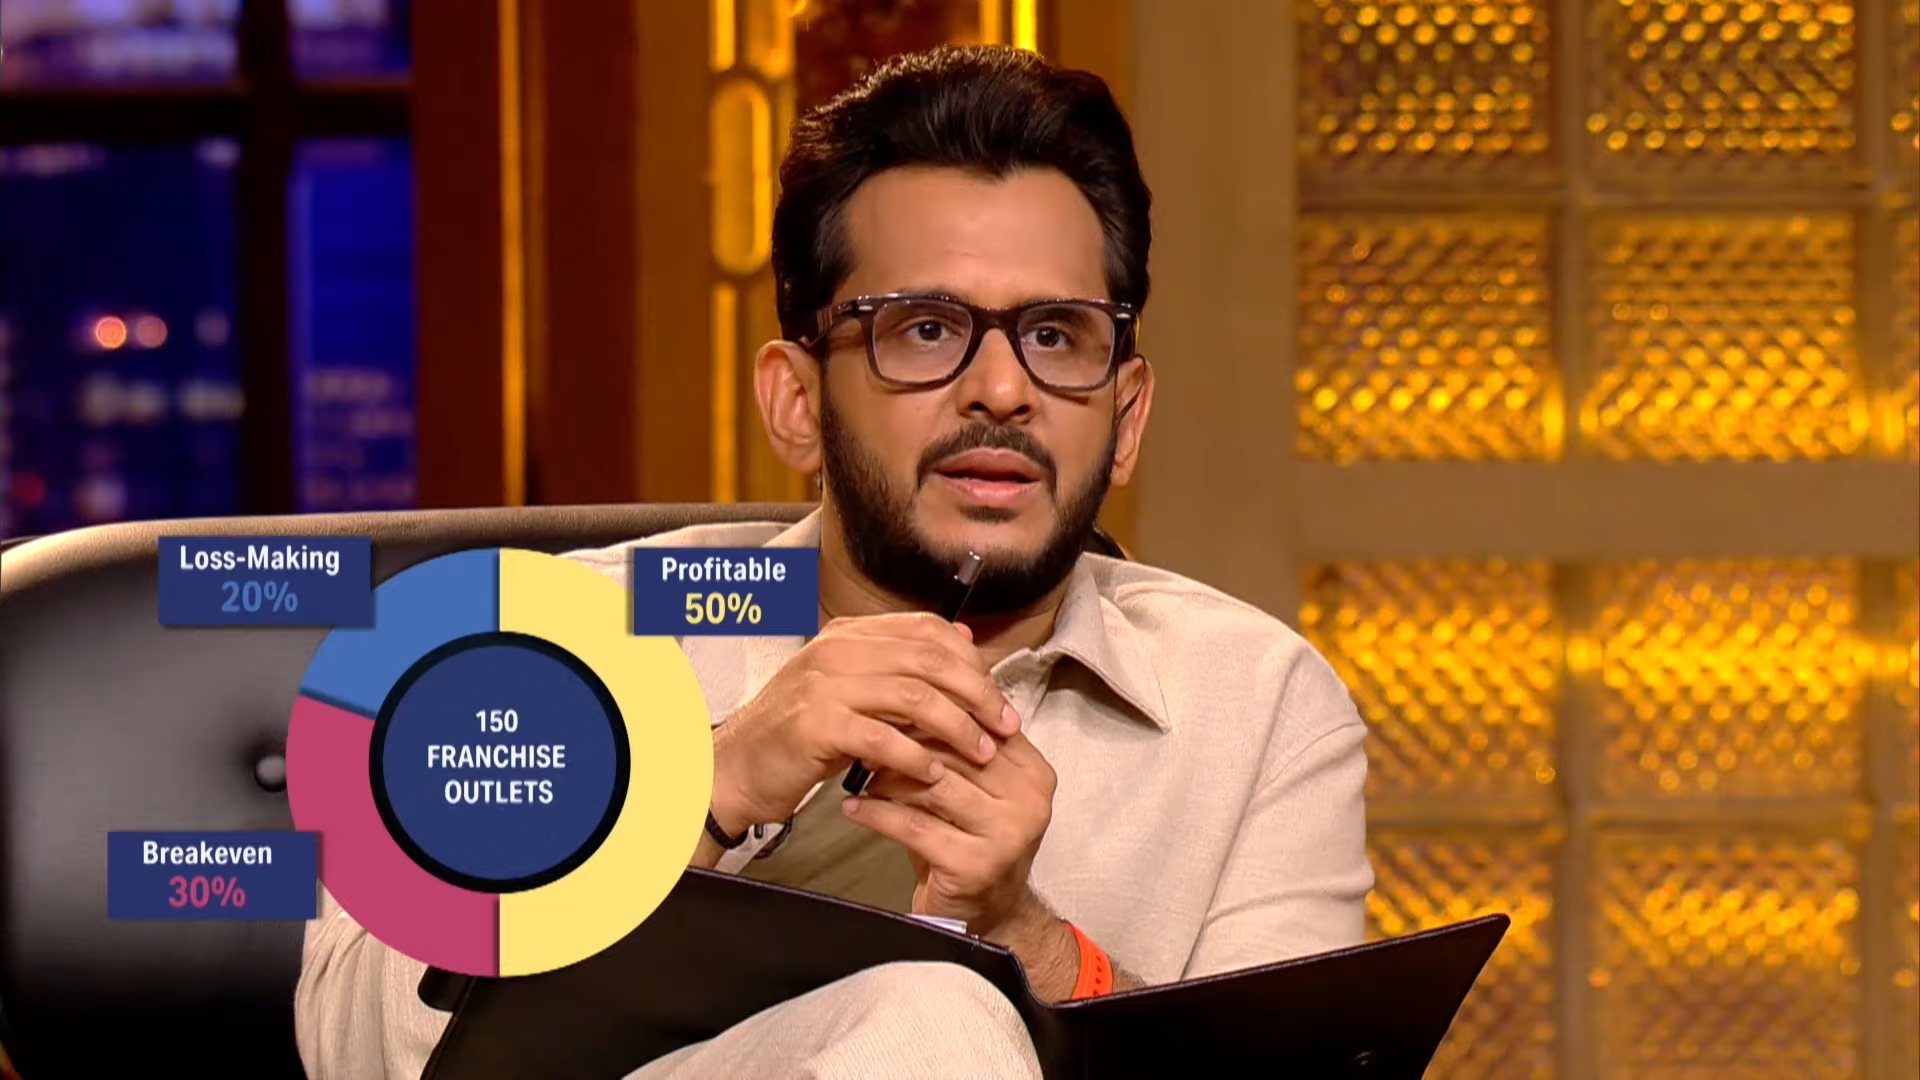 Loss-Making
20%
Profitable
50%
150
FRANCHISE
OUTLETS
Breakeven
30%